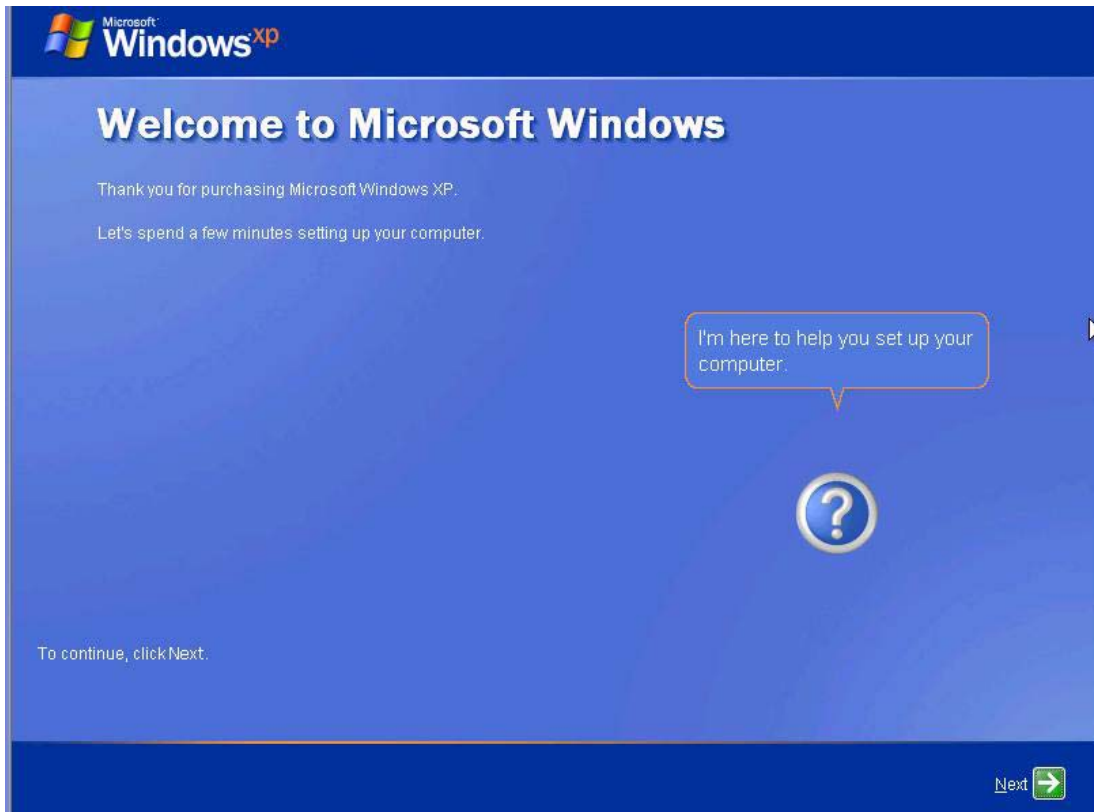 Microsoft
Windows xp
Welcome to Microsoft Windows
Thank you for purchasing Microsoft Windows XP.
Let's spend a few minutes setting up your computer.
I'm here to help you set up your
computer.
?
To continue, click Next.
Next